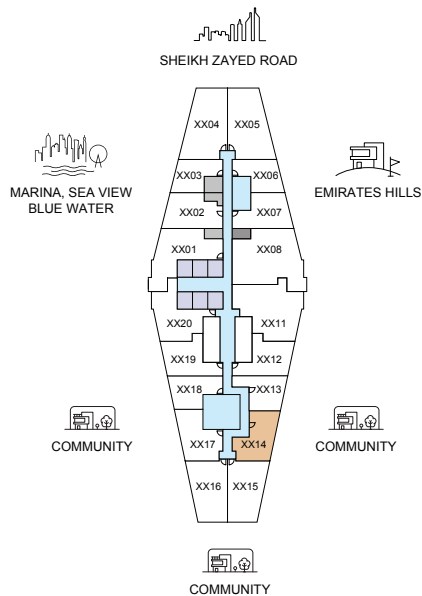 SHEIKH ZAYED ROAD
XX04 XX05
MARINA, SEA VIEW
BLUE WATER
EMIRATES HILLS
XX03 XX06
XX02 XX07
XX01 XX08
XX20 XX11
XX19 XX12
XX18 XX13
COMMUNITY
COMMUNITY
XX17 XX14
XX16 XX15
COMMUNITY